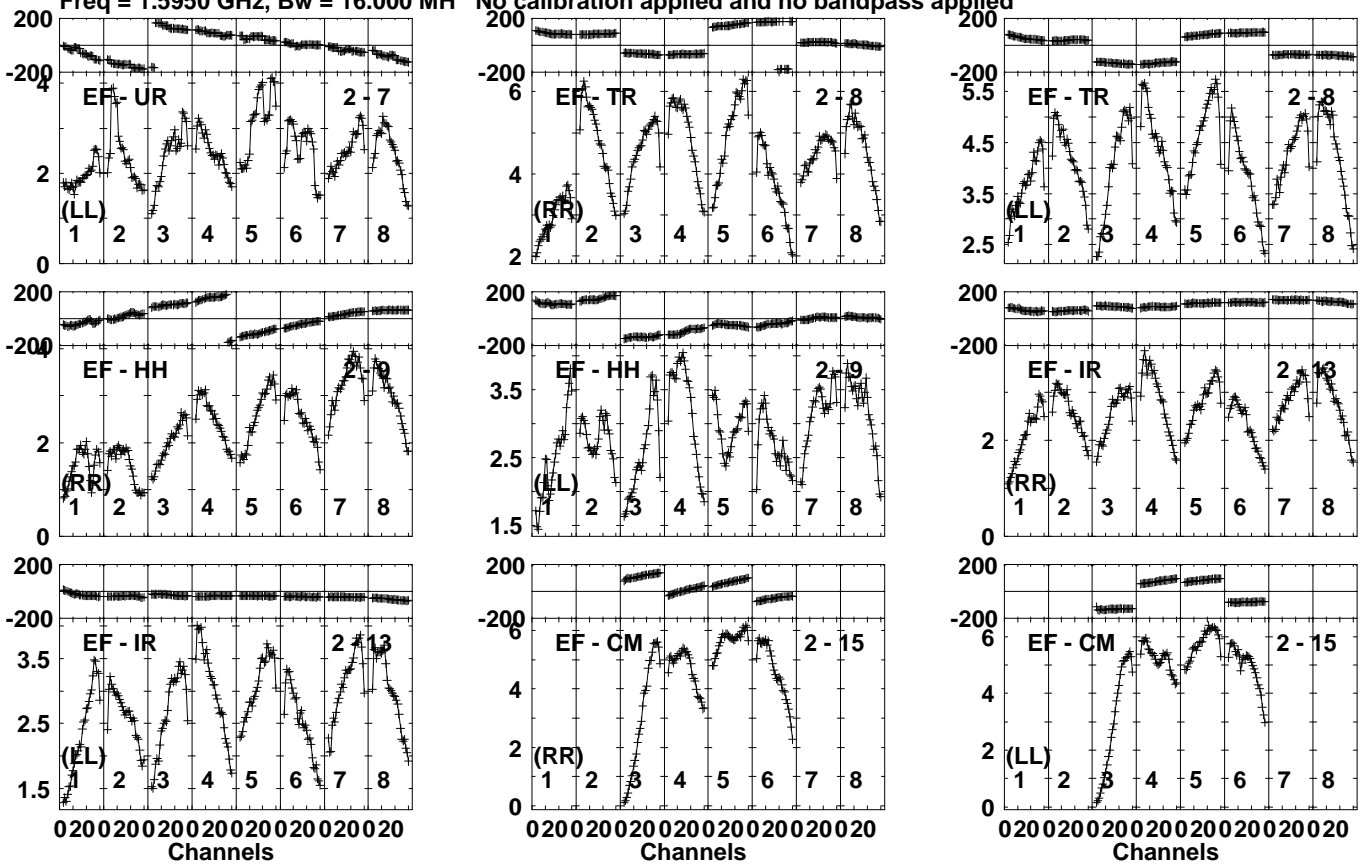 Freq = 1.5950 GHz, Bw = 16.000 MH No calibration applied and no bandpass applied
200 200 200
-200 -200 -200
4 6 5.5
EF - UR 2 - 7 EF - TR 2 - 8 EF - TR 2 - 8
4.5
2 4 3.5
(LL) (RR) (LL)
1 2 3 4 5 6 7 8 1 2 3 4 5 6 7 8 1 2 3 4 5 6 7 8
0 2 2.5
200 200 200
-200 -200 -200
4
EF - HH 2 - 9 EF - HH 2 - 9 EF - IR 2 - 13
3.5
2 2.5 2
(RR) (LL) (RR)
1 2 3 4 5 6 7 8 1 2 3 4 5 6 7 8 1 2 3 4 5 6 7 8
0 1.5 0
200 200 200
-200 -200 -200
6 6
EF - IR 2 - 13 EF - CM 2 - 15 EF - CM 2 - 15
3.5 4 4
2.5 2 2
(LL) (RR) (LL)
1 2 3 4 5 6 7 8 1 2 3 4 5 6 7 8 1 2 3 4 5 6 7 8
1.5 0 0
0 20 0 20 0 20 0 20 0 20 0 20 0 20 0 20 0 20 0 20 0 20 0 20 0 20 0 20 0 20 0 20 0 20 0 20 0 20 0 20 0 20 0 20 0 20 0 20
Channels Channels Channels